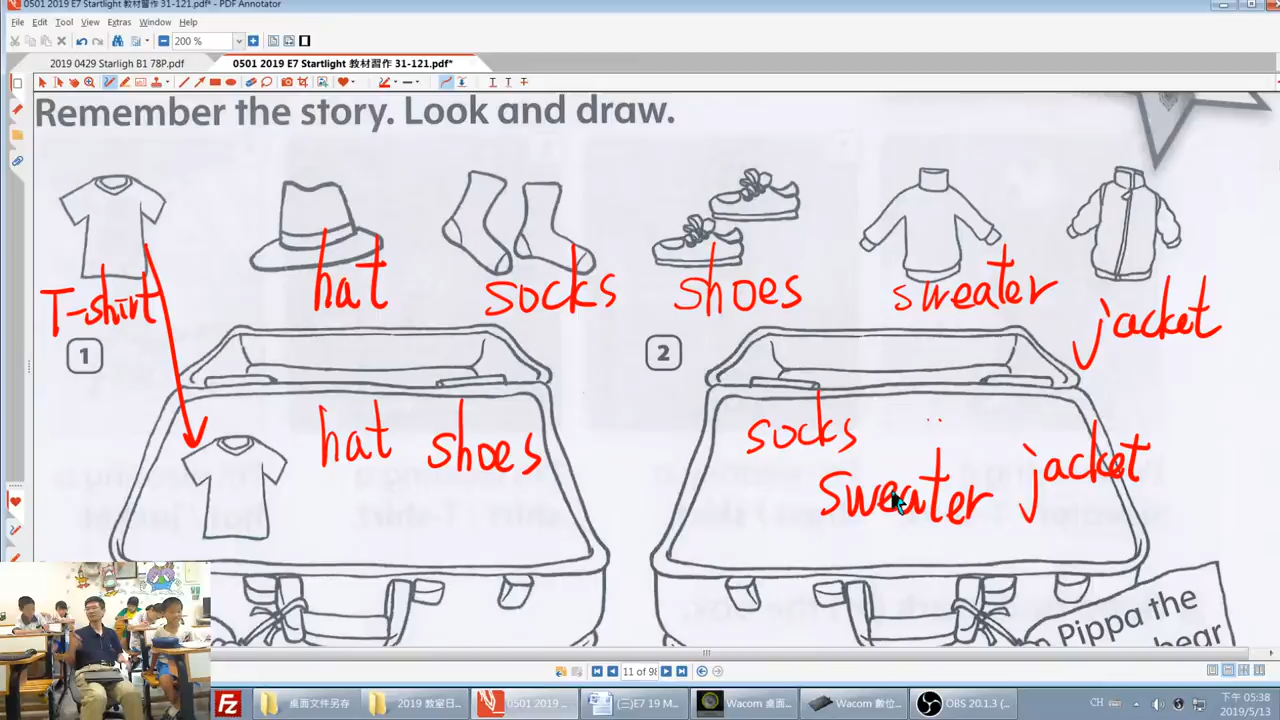 0501 2019 E7 Startlight 教材習作 31-121.pdf* - PDF Annotator
File Edit Tool View Extras Window Help
200 %
2019 0429 Starligh B1 78P.pdf
0501 2019 E7 Startlight 教材習作 31-121.pdf*
Remember the story. Look and draw.
T-shirt hat socks shoes sweater jacket
1 2
hat shoes
socks
sweater jacket
Pippa the
bear
11 of 98
桌面文件另存 2019 教室日... 0501 2019 ... (三)E7 19 M... Wacom 桌面... Wacom 數位... OBS 20.1.3 (... CH
下午 05:38
2019/5/13